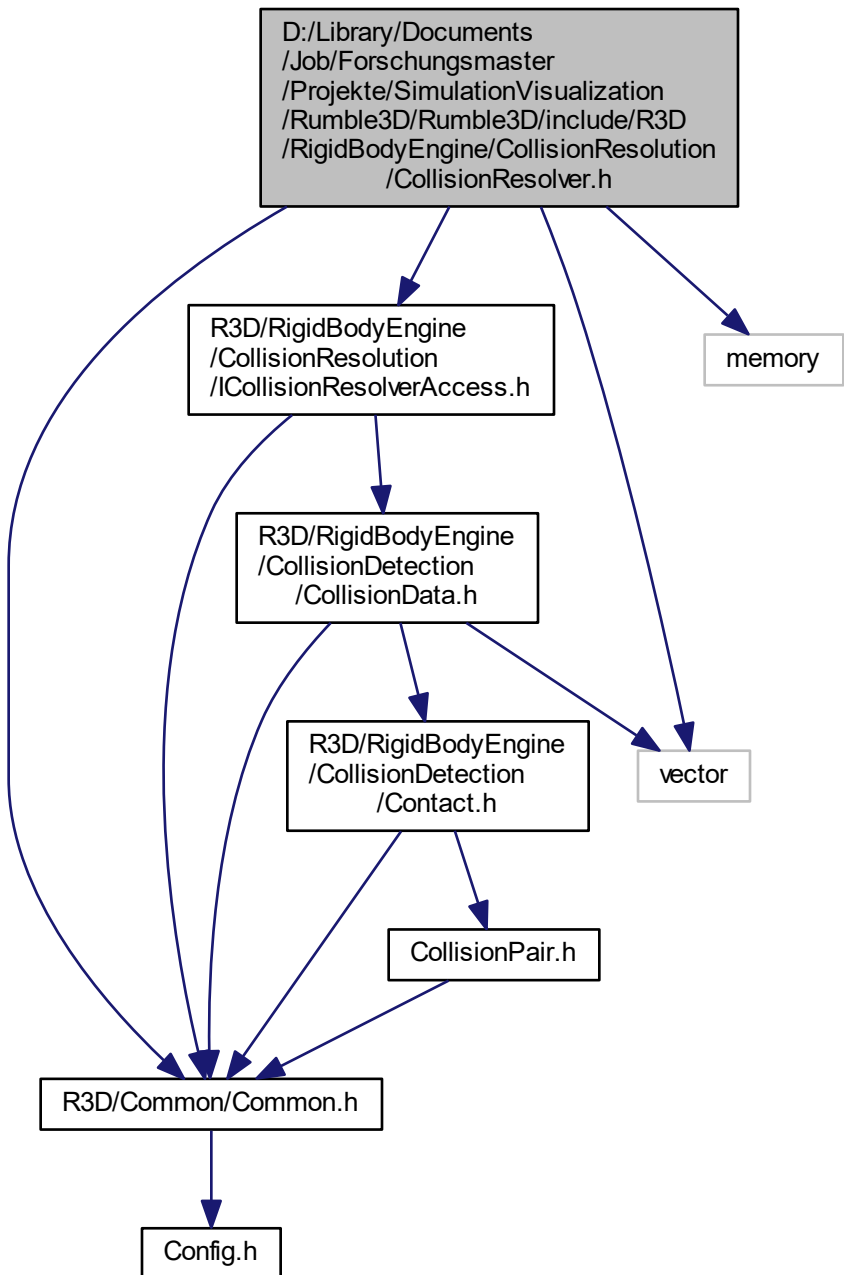 D:/Library/Documents
/Job/Forschungsmaster
/Projekte/SimulationVisualization
/Rumble3D/Rumble3D/include/R3D
/RigidBodyEngine/CollisionResolution
/CollisionResolver.h
R3D/RigidBodyEngine
/CollisionResolution
/ICollisionResolverAccess.h
memory
R3D/RigidBodyEngine
/CollisionDetection
/CollisionData.h
R3D/RigidBodyEngine
/CollisionDetection
/Contact.h
vector
CollisionPair.h
R3D/Common/Common.h
Config.h